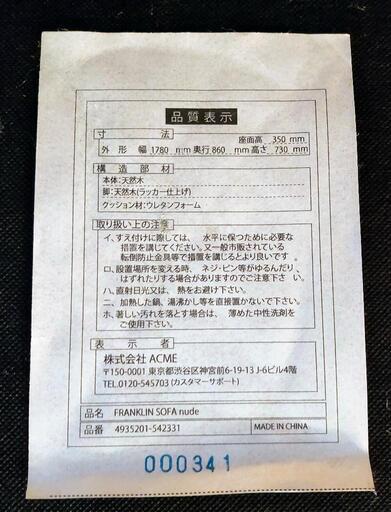 品質表示
寸法
座面高 350 mm
外形 幅 1780 mm 奥行 860 mm 高さ 730 mm
構造部材
本体:天然木
脚:天然木(ラッカー仕上げ)
クッション材:ウレタンフォーム
取り扱い上の注意
イ、すえ付けに際しては、 水平に保つために必要な
措置を講じてください。又一般市販されている
転倒防止金具等で措置を講じるとより良いです。
ロ、設置場所を変える時、ネジ・ピン等がゆるんだり、
はずれたりする場合がありますのでご注意下さい。
ハ、直射日光又は、熱をお避け下さい。
ニ、加熱した鍋、湯沸かし等を直接置かないで下さい。
ホ、著しい汚れを落とす場合は、薄めた中性洗剤を
ご使用下さい。
表示者
株式会社 ACME
〒150-0001 東京都渋谷区神宮前6-19-13 J-6ビル4階
TEL.0120-545703 (カスタマーサポート)
品名 FRANKLIN SOFA nude
品番 4935201-542331 MADE IN CHINA
000341